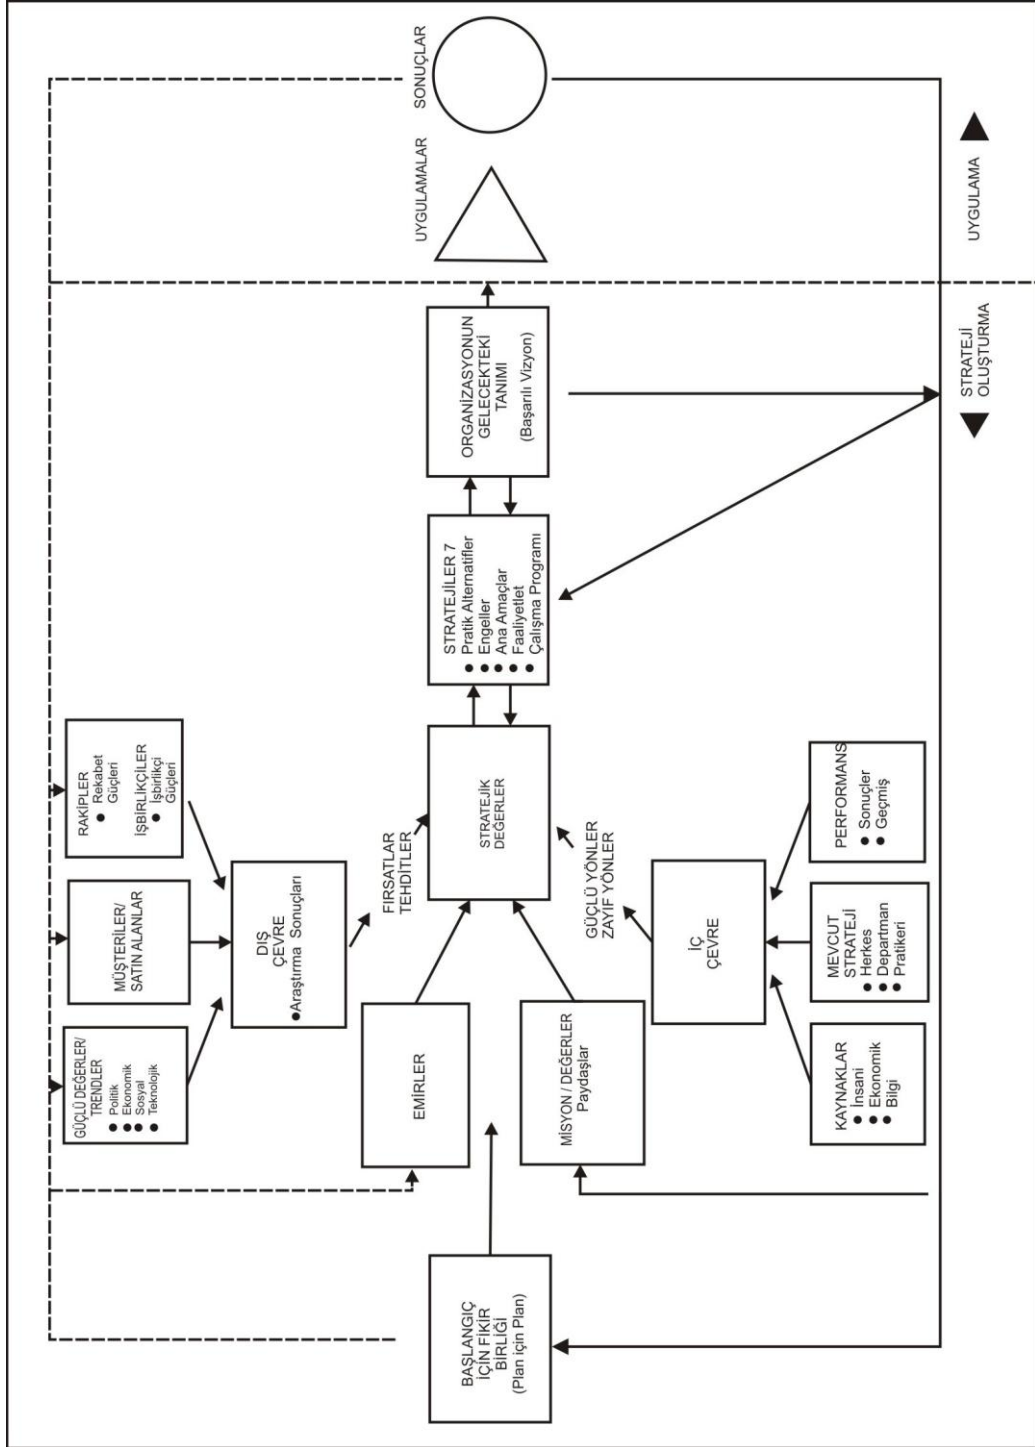 BAŞLANGIÇ
İÇİN FİKİR
BİRLİĞİ
(Plan için Plan)
GÜÇLÜ DEĞERLER/
TRENDLER
● Politik
● Ekonomik
● Sosyal
● Teknolojik
MÜŞTERİLER/
SATIN ALANLAR
RAKİPLER
● Rekabet
Güçleri
IŞBİRLİKÇİLER
● İşbirlikçi
Güçleri
DIŞ
ÇEVRE
●Araştırma Sonuçları
FIRSATLAR
TEHDİTLER
EMİRLER
MİSYON / DEĞERLER
Paydaşlar
STRATEJİK
DEĞERLER
GÜÇLÜ YÖNLER
ZAYIF YÖNLER
İÇ
ÇEVRE
KAYNAKLAR
● İnsani
● Ekonomik
● Bilgi
MEVCUT
STRATEJİ
● Herkes
● Departman
● Pratikeri
PERFORMANS
● Sonuçler
● Geçmiş
STRATEJİLER 7
● Pratik Alternatifler
● Engeller
● Ana Amaçlar
● Faaliyetlet
● Çalışma Programı
ORGANİZASYONUN
GELECEKTEKİ
TANIMI
(Başarılı Vizyon)
UYGULAMALAR
SONUÇLAR
STRATEJİ
OLUŞTURMA
UYGULAMA